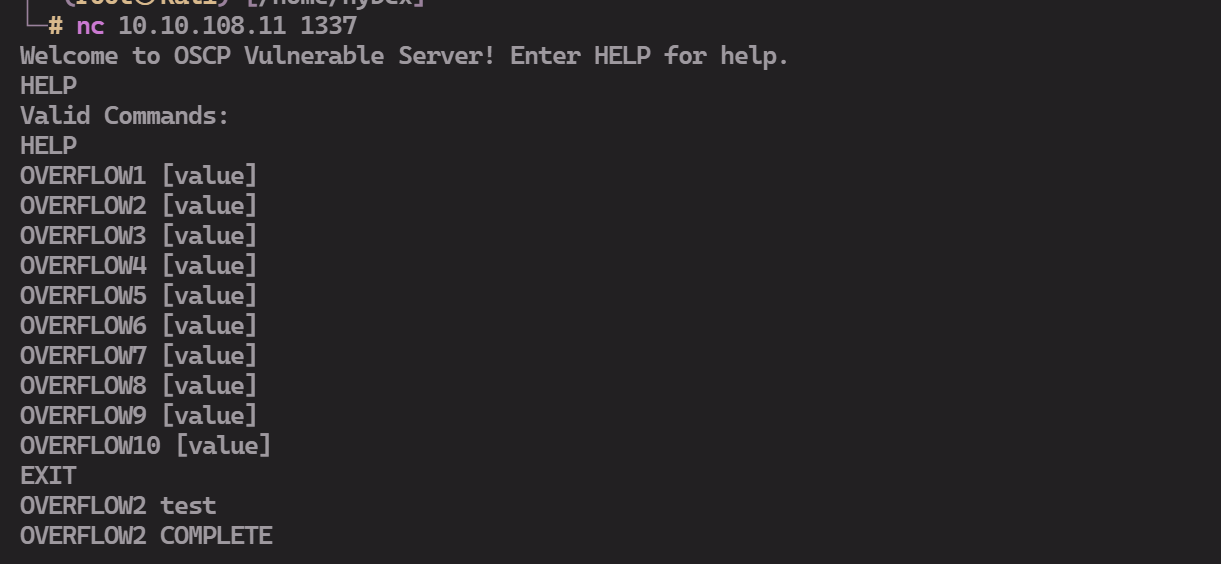 └─# nc 10.10.108.11 1337
Welcome to OSCP Vulnerable Server! Enter HELP for help.
HELP
Valid Commands:
HELP
OVERFLOW1 [value]
OVERFLOW2 [value]
OVERFLOW3 [value]
OVERFLOW4 [value]
OVERFLOW5 [value]
OVERFLOW6 [value]
OVERFLOW7 [value]
OVERFLOW8 [value]
OVERFLOW9 [value]
OVERFLOW10 [value]
EXIT
OVERFLOW2 test
OVERFLOW2 COMPLETE